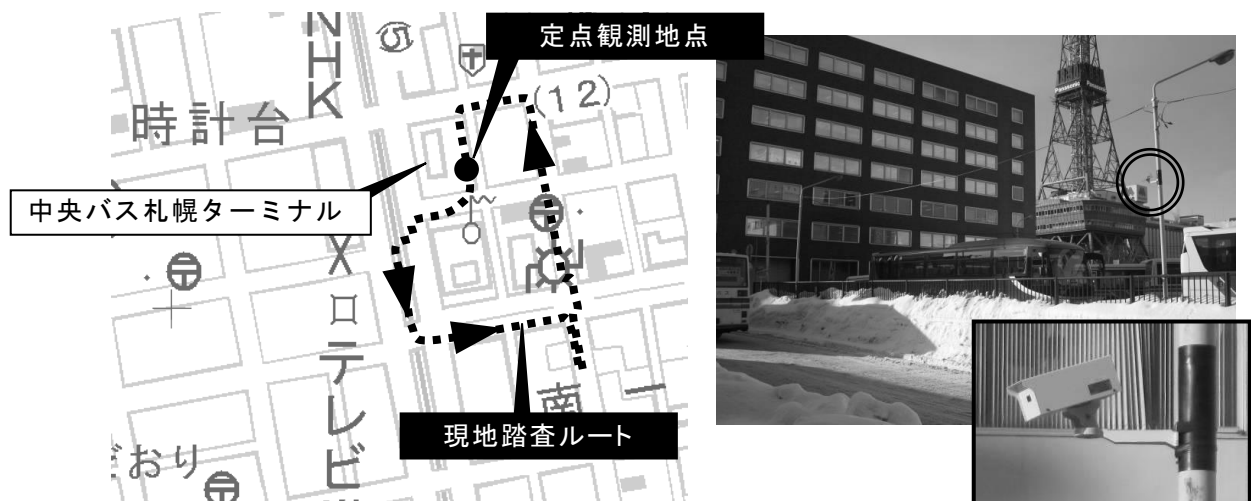 定点観測地点
NHK
(12)
時計台
中央バス札幌ターミナル
テレビ
南一
現地踏査ルート
おり
Panasonic